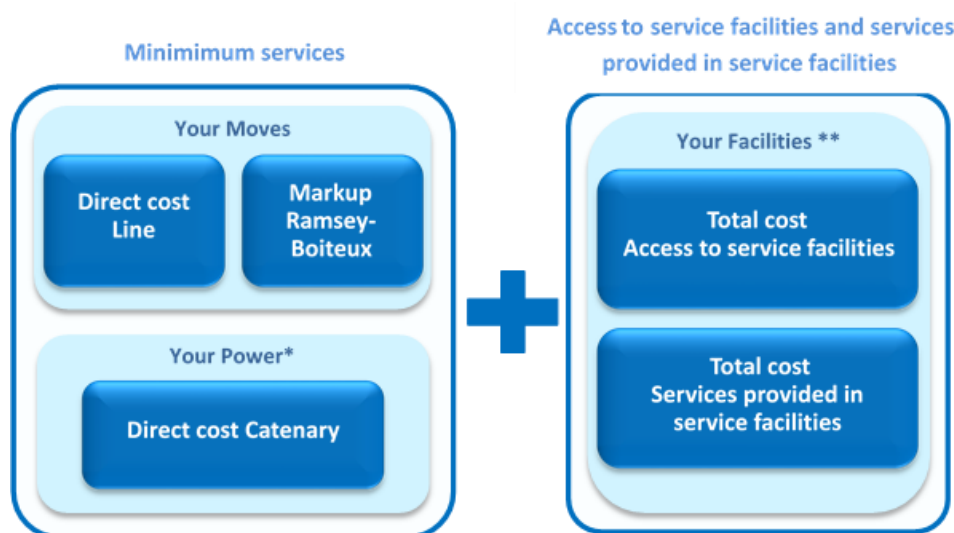 Minimimum services
Your Moves
Direct cost
Line
Markup
Ramsey-
Boiteux
Your Power*
Direct cost Catenary
Access to service facilities and services
provided in service facilities
Your Facilities **
Total cost
Access to service facilities
Total cost
Services provided in
service facilities